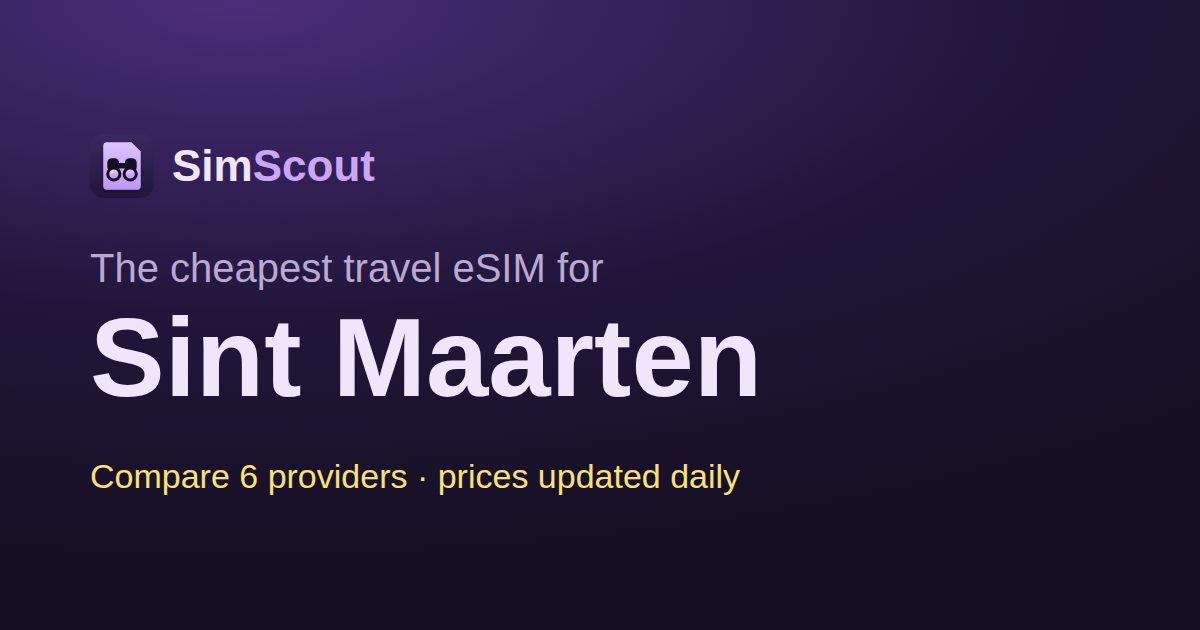 SimScout
The cheapest travel eSIM for
Sint Maarten
Compare 6 providers · prices updated daily